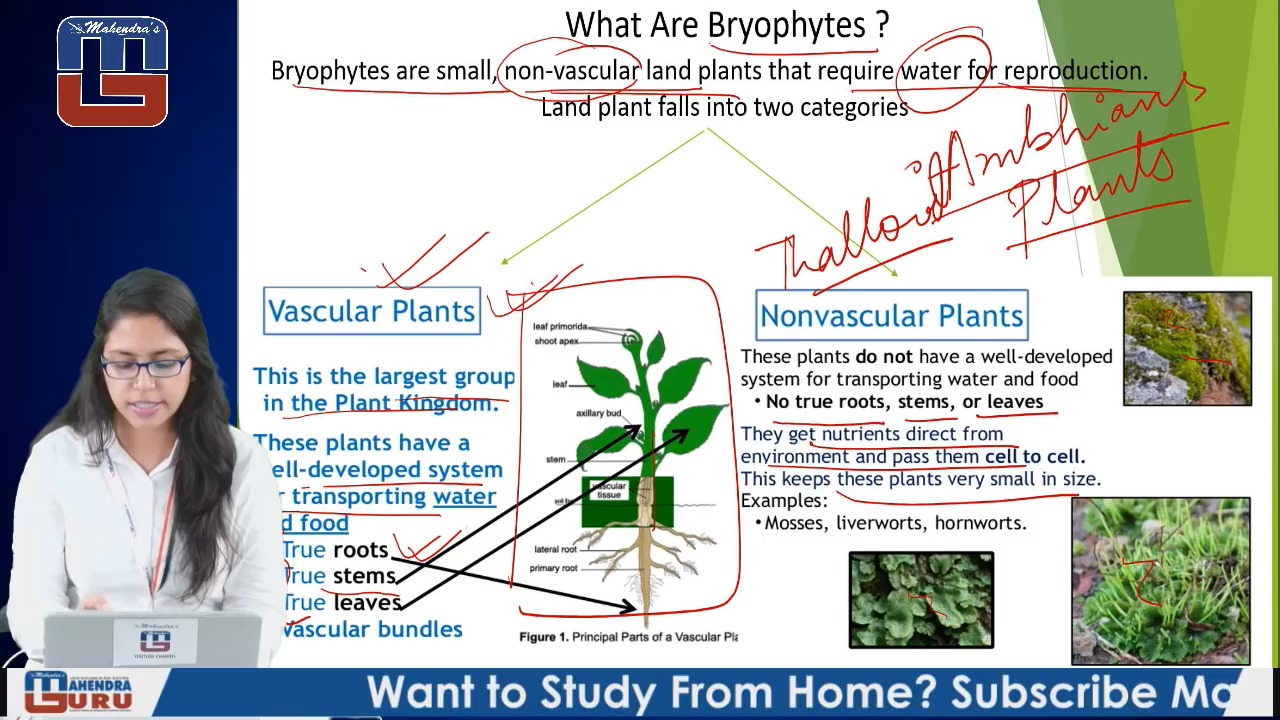 Mahendra's
What Are Bryophytes ?
Bryophytes are small, non-vascular land plants that require water for reproduction.
Land plant falls into two categories
Ambhians
Plants
Vascular Plants
This is the largest group
in the Plant Kingdom.
These plants have a
ell-developed system
transporting water
food
True roots
True stems
True leaves
Vascular bundles
leaf primorida
shoot apex
leaf
axillary bud
stem
vascular
tissue
lateral root
primary root
Figure 1. Principal Parts of a Vascular Pla
Nonvascular Plants
These plants do not have a well-developed
system for transporting water and food
• No true roots, stems, or leaves
They get nutrients direct from
environment and pass them cell to cell.
This keeps these plants very small in size.
Examples:
• Mosses, liverworts, hornworts.
Mahendra's
YOUTUBE CHANNEL
MAHENDRA
GURU
Want to Study From Home? Subscribe Ma